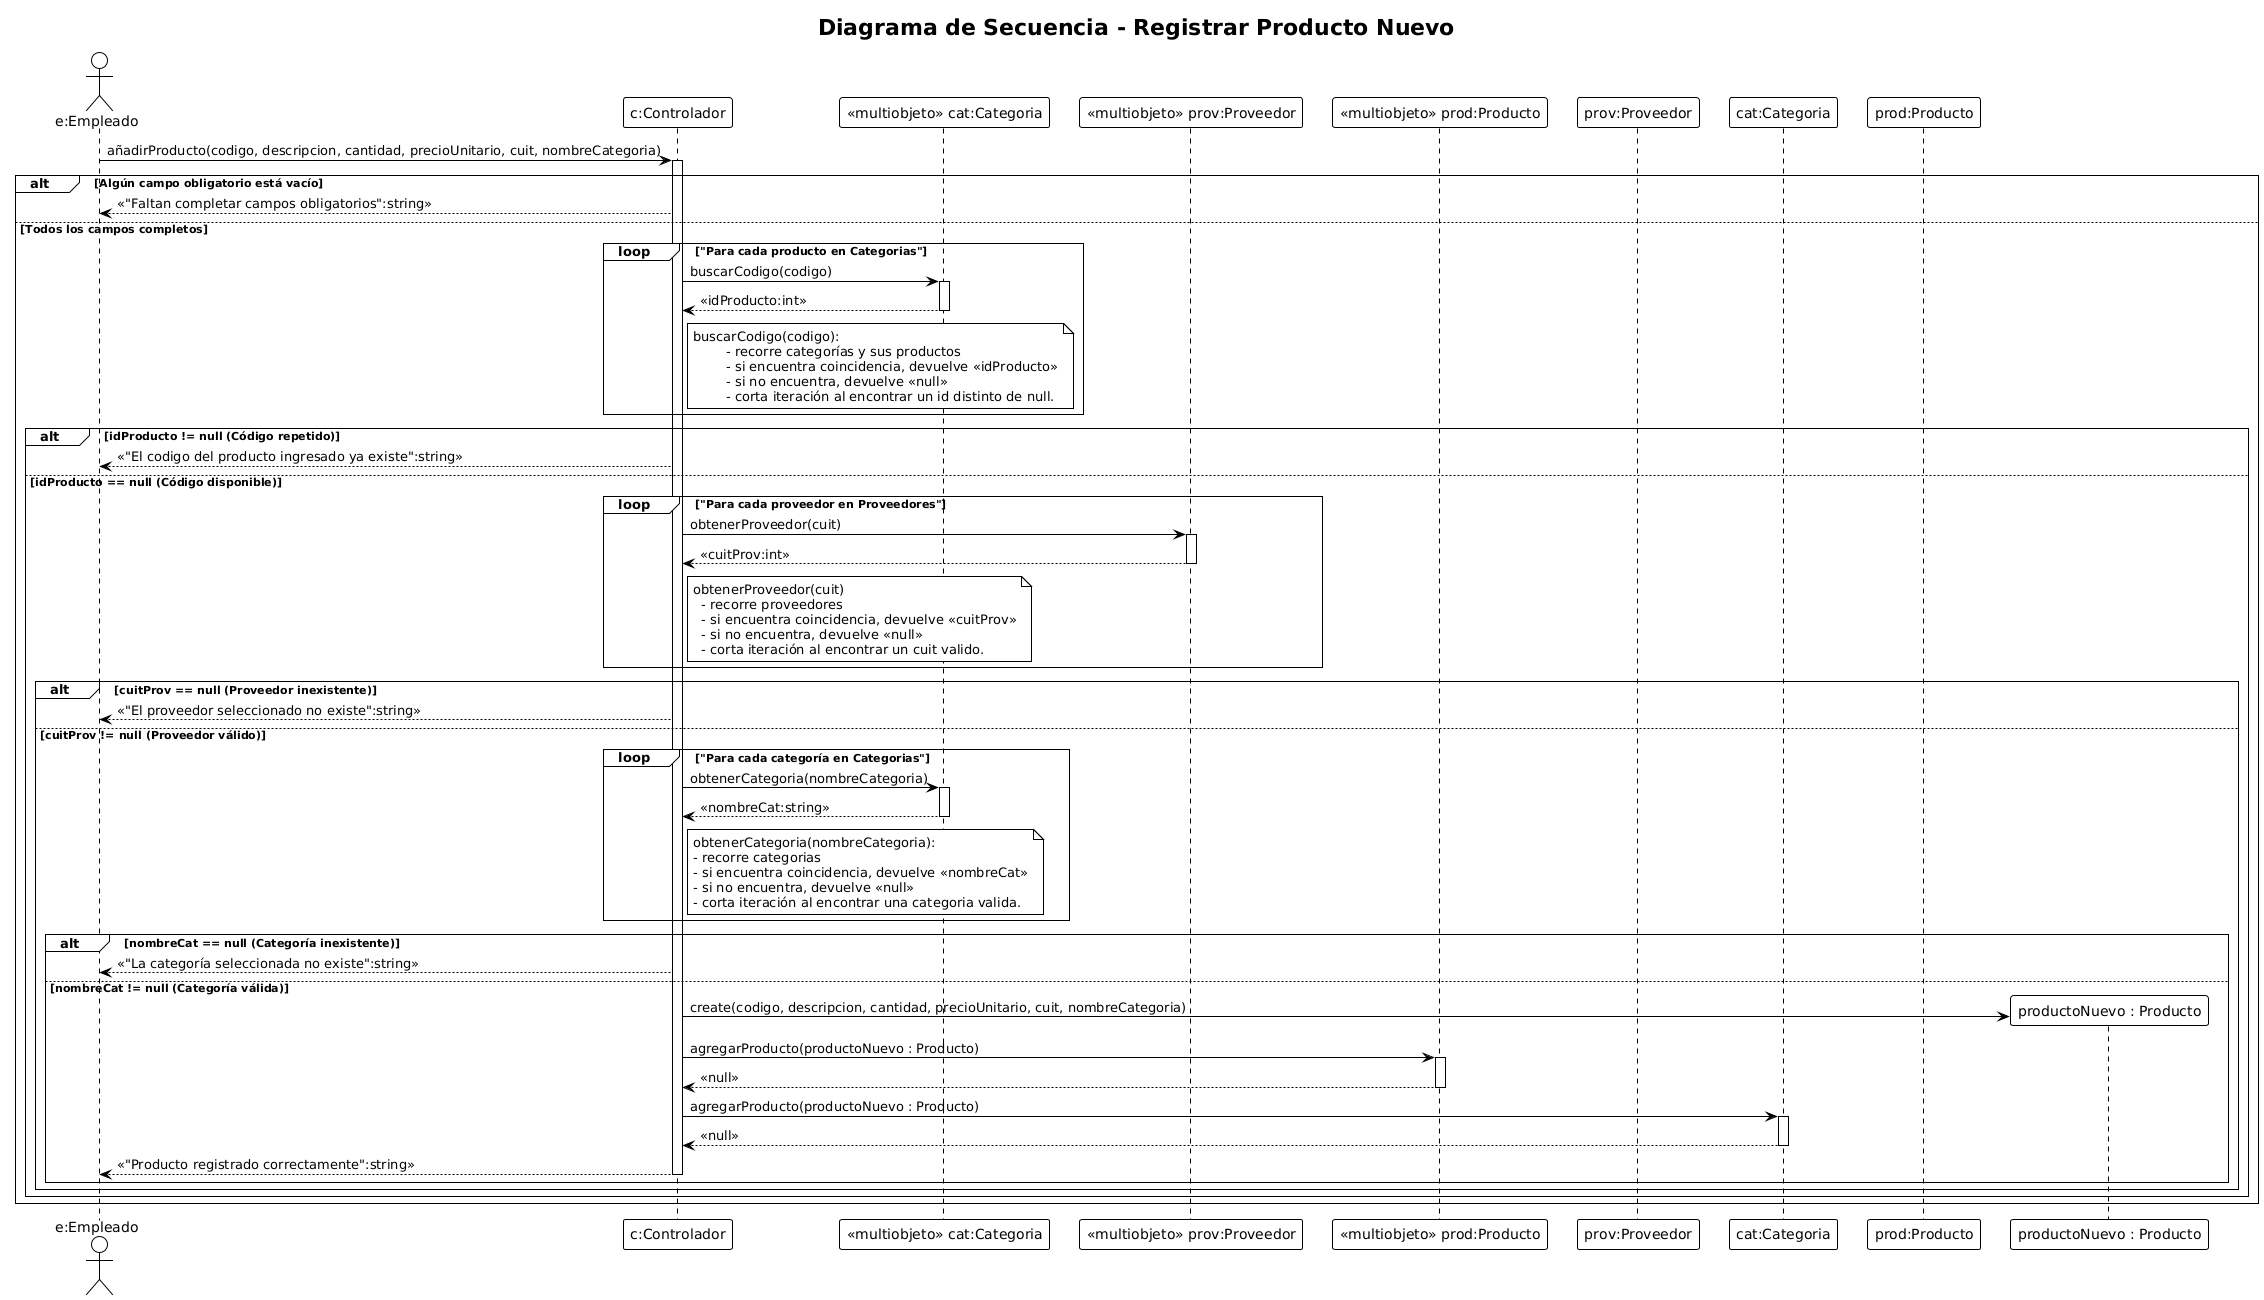 Diagrama de Secuencia - Registrar Producto Nuevo
e:Empleado
c:Controlador
«multiobjeto» cat:Categoria
«multiobjeto» prov:Proveedor
«multiobjeto» prod:Producto
prov:Proveedor
cat:Categoria
prod:Producto
añadirProducto(codigo, descripcion, cantidad, precioUnitario, cuit, nombreCategoria)
alt [Algún campo obligatorio está vacío]
«"Faltan completar campos obligatorios":string»
[Todos los campos completos]
loop ["Para cada producto en Categorias"]
buscarCodigo(codigo)
«idProducto:int»
buscarCodigo(codigo):
- recorre categorías y sus productos
- si encuentra coincidencia, devuelve «idProducto»
- si no encuentra, devuelve «null»
- corta iteración al encontrar un id distinto de null.
alt [idProducto != null (Código repetido)]
«"El codigo del producto ingresado ya existe":string»
[idProducto == null (Código disponible)]
loop ["Para cada proveedor en Proveedores"]
obtenerProveedor(cuit)
«cuitProv:int»
obtenerProveedor(cuit)
- recorre proveedores
- si encuentra coincidencia, devuelve «cuitProv»
- si no encuentra, devuelve «null»
- corta iteración al encontrar un cuit valido.
alt [cuitProv == null (Proveedor inexistente)]
«"El proveedor seleccionado no existe":string»
[cuitProv != null (Proveedor válido)]
loop ["Para cada categoría en Categorias"]
obtenerCategoria(nombreCategoria)
«nombreCat:string»
obtenerCategoria(nombreCategoria):
- recorre categorias
- si encuentra coincidencia, devuelve «nombreCat»
- si no encuentra, devuelve «null»
- corta iteración al encontrar una categoria valida.
alt [nombreCat == null (Categoría inexistente)]
«"La categoría seleccionada no existe":string»
[nombreCat != null (Categoría válida)]
create(codigo, descripcion, cantidad, precioUnitario, cuit, nombreCategoria)
productoNuevo : Producto
agregarProducto(productoNuevo : Producto)
«null»
agregarProducto(productoNuevo : Producto)
«null»
«"Producto registrado correctamente":string»
e:Empleado
c:Controlador
«multiobjeto» cat:Categoria
«multiobjeto» prov:Proveedor
«multiobjeto» prod:Producto
prov:Proveedor
cat:Categoria
prod:Producto
productoNuevo : Producto